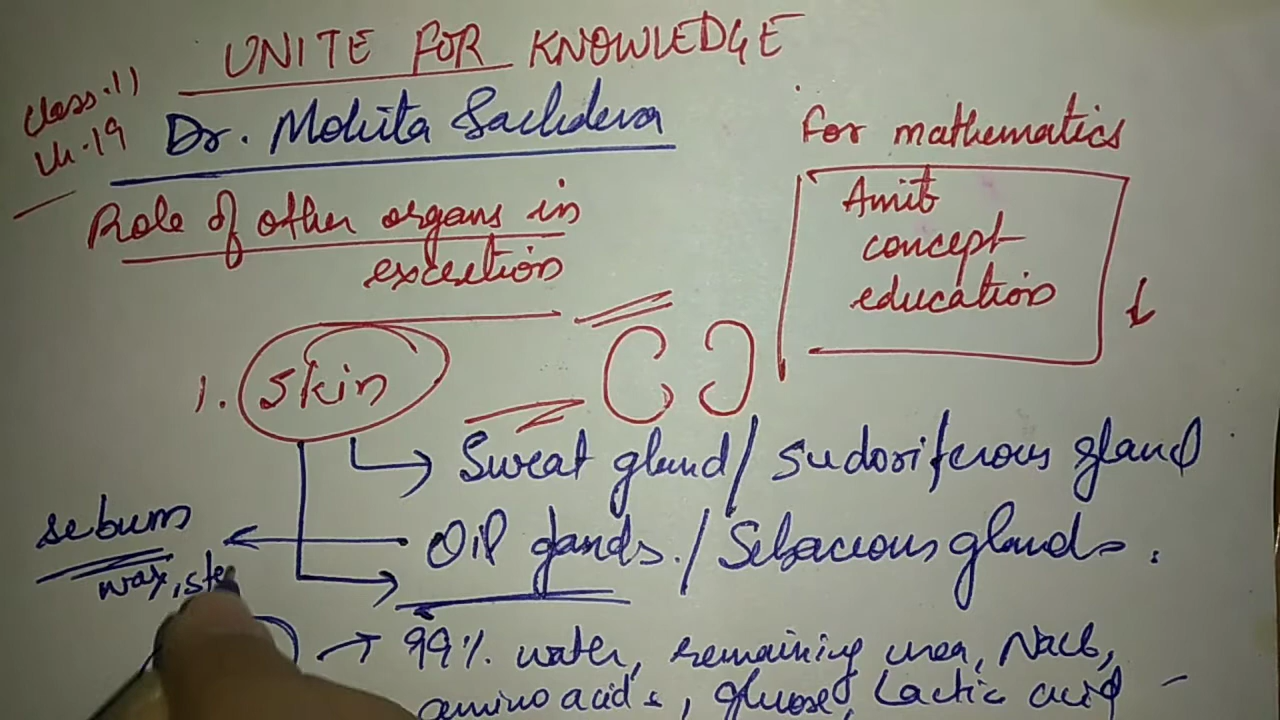 UNITE FOR KNOWLEDGE
Class.11
Ch.19
Dr. Mohita Sachdeva
Role of other organs in
excretion
For mathematics
Amit
concept
education
1. Skin
Sweat gland/ sudoriferous gland
Oil glands./ Sebaceous glands.
sebum
wax, ste
99% water, remaining urea, NaCl,
amino acids, glucose, Lactic acid